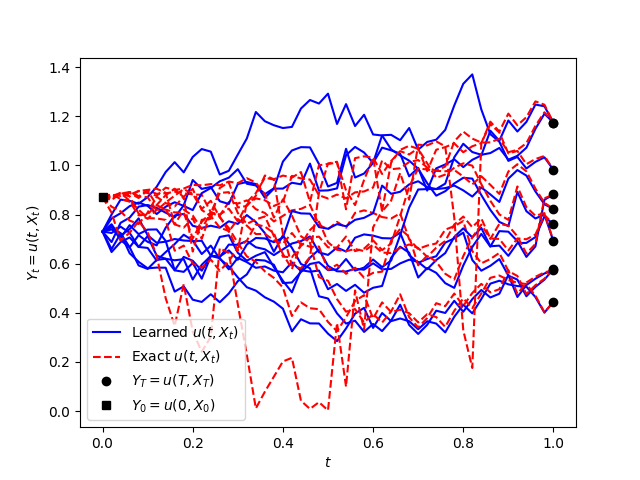 1.4
1.2
1.0
0.8
0.6
0.4
0.2
0.0
Y_t = u(t, X_t)
Learned u(t, X_t)
Exact u(t, X_t)
Y_T = u(T, X_T)
Y_0 = u(0, X_0)
0.0 0.2 0.4 0.6 0.8 1.0
t